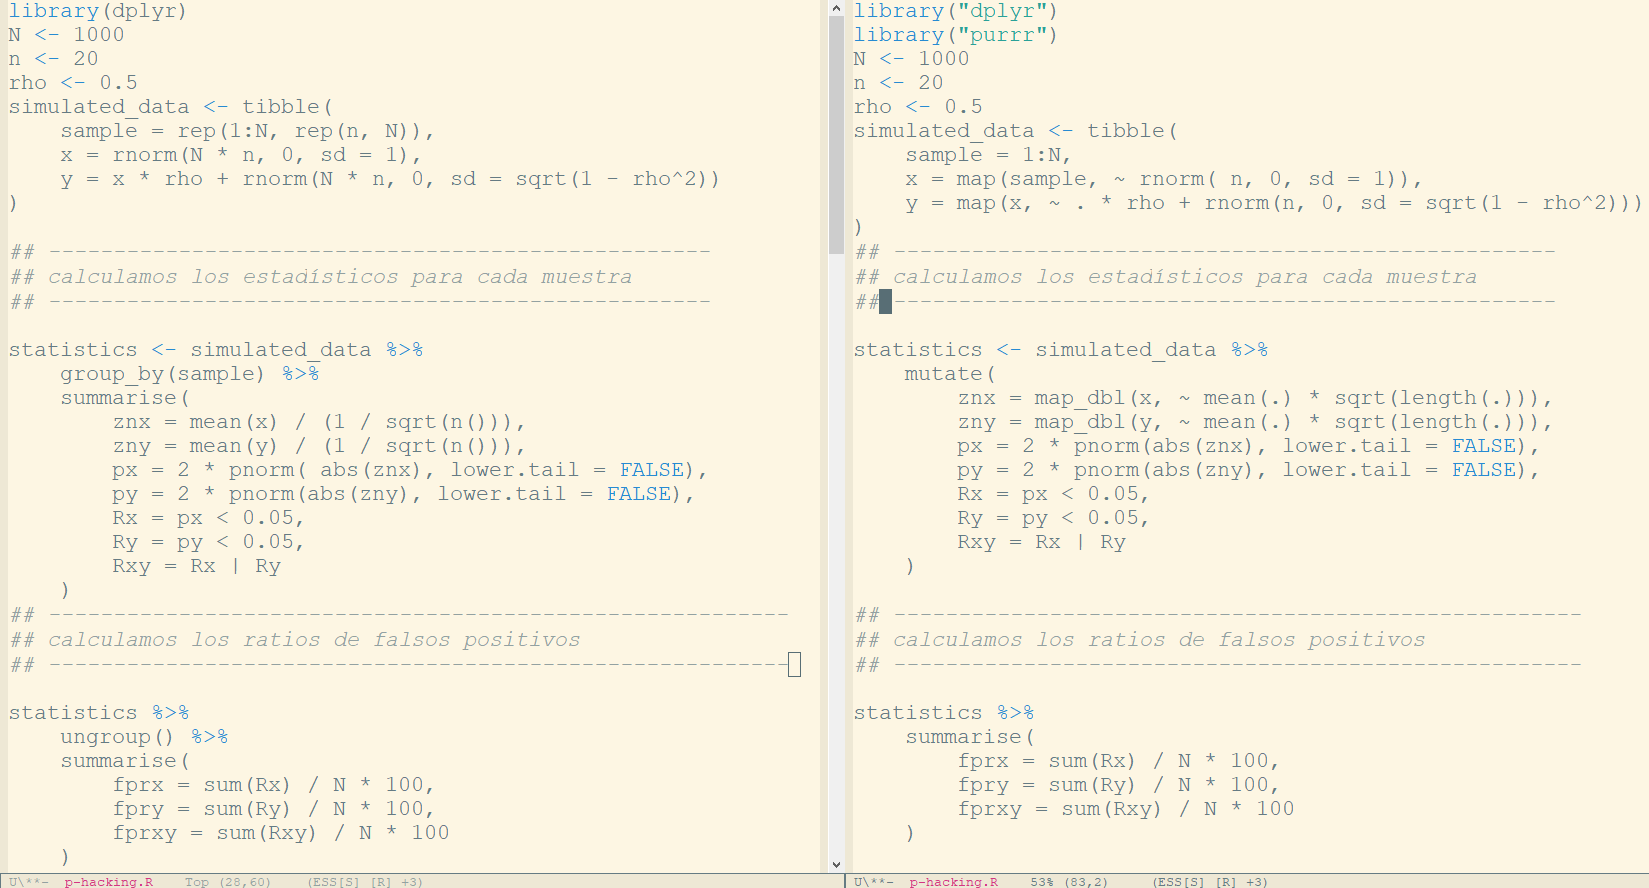 library(dplyr)
N <- 1000
n <- 20
rho <- 0.5
simulated_data <- tibble(
    sample = rep(1:N, rep(n, N)),
    x = rnorm(N * n, 0, sd = 1),
    y = x * rho + rnorm(N * n, 0, sd = sqrt(1 - rho^2))
)
## ---------------------------------------------------
## calculamos los estadísticos para cada muestra
## ---------------------------------------------------
statistics <- simulated_data %>%
    group_by(sample) %>%
    summarise(
        znx = mean(x) / (1 / sqrt(n())),
        zny = mean(y) / (1 / sqrt(n())),
        px = 2 * pnorm( abs(znx), lower.tail = FALSE),
        py = 2 * pnorm(abs(zny), lower.tail = FALSE),
        Rx = px < 0.05,
        Ry = py < 0.05,
        Rxy = Rx | Ry
    )
## ---------------------------------------------------------
## calculamos los ratios de falsos positivos
## ---------------------------------------------------------
statistics %>%
    ungroup() %>%
    summarise(
        fprx = sum(Rx) / N * 100,
        fpry = sum(Ry) / N * 100,
        fprxy = sum(Rxy) / N * 100
    )
U\**-  p-hacking.R    Top (28,60)    (ESS[S] [R] +3)
library("dplyr")
library("purrr")
N <- 1000
n <- 20
rho <- 0.5
simulated_data <- tibble(
    sample = 1:N,
    x = map(sample, ~ rnorm( n, 0, sd = 1)),
    y = map(x, ~ . * rho + rnorm(n, 0, sd = sqrt(1 - rho^2)))
)
## ---------------------------------------------------
## calculamos los estadísticos para cada muestra
## ---------------------------------------------------
statistics <- simulated_data %>%
    mutate(
        znx = map_dbl(x, ~ mean(.) * sqrt(length(.))),
        zny = map_dbl(y, ~ mean(.) * sqrt(length(.))),
        px = 2 * pnorm(abs(znx), lower.tail = FALSE),
        py = 2 * pnorm(abs(zny), lower.tail = FALSE),
        Rx = px < 0.05,
        Ry = py < 0.05,
        Rxy = Rx | Ry
    )
## -----------------------------------------------------
## calculamos los ratios de falsos positivos
## -----------------------------------------------------
statistics %>%
    summarise(
        fprx = sum(Rx) / N * 100,
        fpry = sum(Ry) / N * 100,
        fprxy = sum(Rxy) / N * 100
    )
U\**-  p-hacking.R    53% (83,2)    (ESS[S] [R] +3)